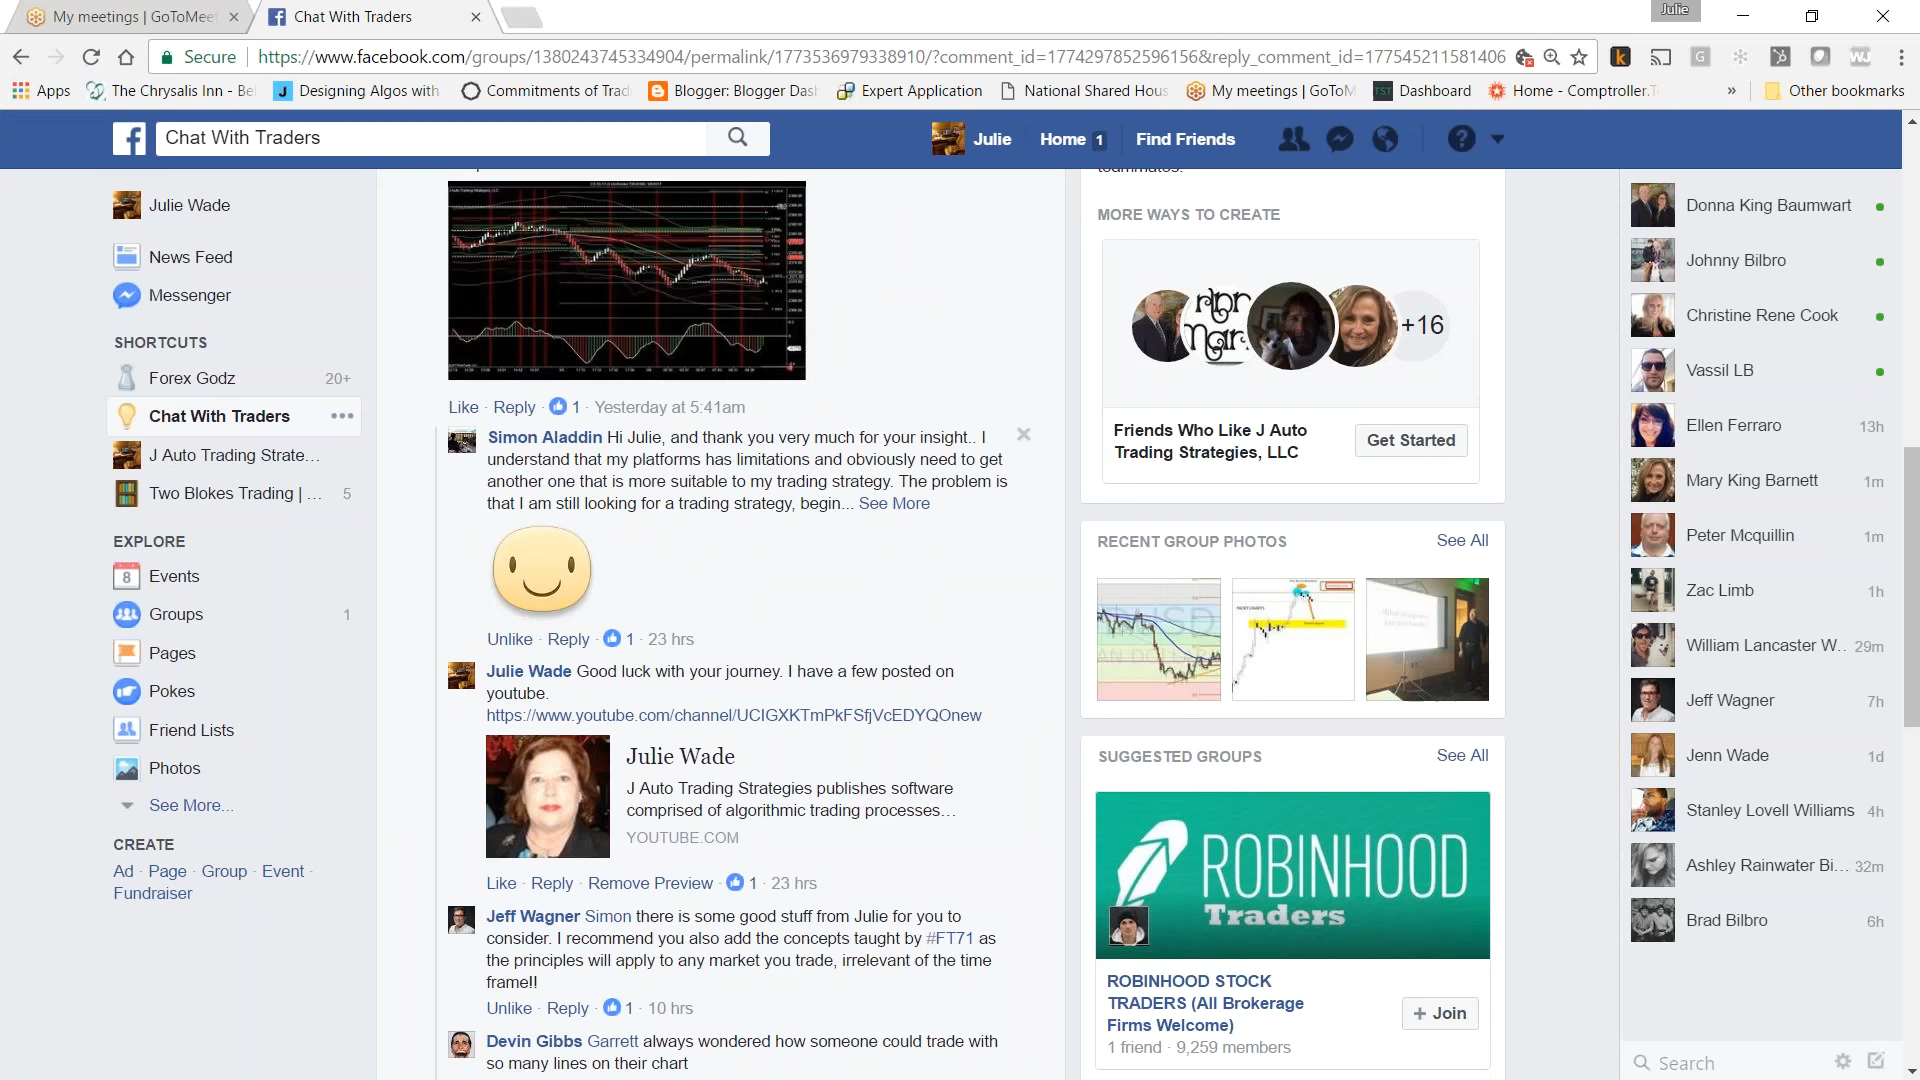 My meetings | GoToMeet
Chat With Traders
Julie
Secure
https://www.facebook.com/groups/1380243745334904/permalink/1773536979338910/?comment_id=1774297852596156&reply_comment_id=177545211581406
Apps
The Chrysalis Inn - Be
Designing Algos with
Commitments of Trad
Blogger: Blogger Das
Expert Application
National Shared Hous
My meetings | GoToM
Dashboard
Home - Comptroller.T
»
Other bookmarks
Chat With Traders
Julie
Home 1
Find Friends
Julie Wade
News Feed
Messenger
SHORTCUTS
Forex Godz 20+
Chat With Traders
J Auto Trading Strate...
Two Blokes Trading | ... 5
EXPLORE
8 Events
Groups 1
Pages
Pokes
Friend Lists
Photos
See More...
CREATE
Ad · Page · Group · Event ·
Fundraiser
Like · Reply · 1 · Yesterday at 5:41am
Simon Aladdin Hi Julie, and thank you very much for your insight.. I
understand that my platforms has limitations and obviously need to get
another one that is more suitable to my trading strategy. The problem is
that I am still looking for a trading strategy, begin... See More
Unlike · Reply · 1 · 23 hrs
Julie Wade Good luck with your journey. I have a few posted on
youtube.
https://www.youtube.com/channel/UCIGXKTmPkFSfjVcEDYQOnew
Julie Wade
J Auto Trading Strategies publishes software
comprised of algorithmic trading processes...
YOUTUBE.COM
Like · Reply · Remove Preview · 1 · 23 hrs
Jeff Wagner Simon there is some good stuff from Julie for you to
consider. I recommend you also add the concepts taught by #FT71 as
the principles will apply to any market you trade, irrelevant of the time
frame!!
Unlike · Reply · 1 · 10 hrs
Devin Gibbs Garrett always wondered how someone could trade with
so many lines on their chart
teammates.
MORE WAYS TO CREATE
+16
Friends Who Like J Auto
Trading Strategies, LLC
Get Started
RECENT GROUP PHOTOS
See All
SUGGESTED GROUPS
See All
ROBINHOOD
Traders
ROBINHOOD STOCK
TRADERS (All Brokerage
Firms Welcome)
1 friend · 9,259 members
+ Join
Donna King Baumwart
Johnny Bilbro
Christine Rene Cook
Vassil LB
Ellen Ferraro 13h
Mary King Barnett 1m
Peter Mcquillin 1m
Zac Limb 1h
William Lancaster W... 29m
Jeff Wagner 7h
Jenn Wade 1d
Stanley Lovell Williams 4h
Ashley Rainwater Bi... 32m
Brad Bilbro 6h
Search